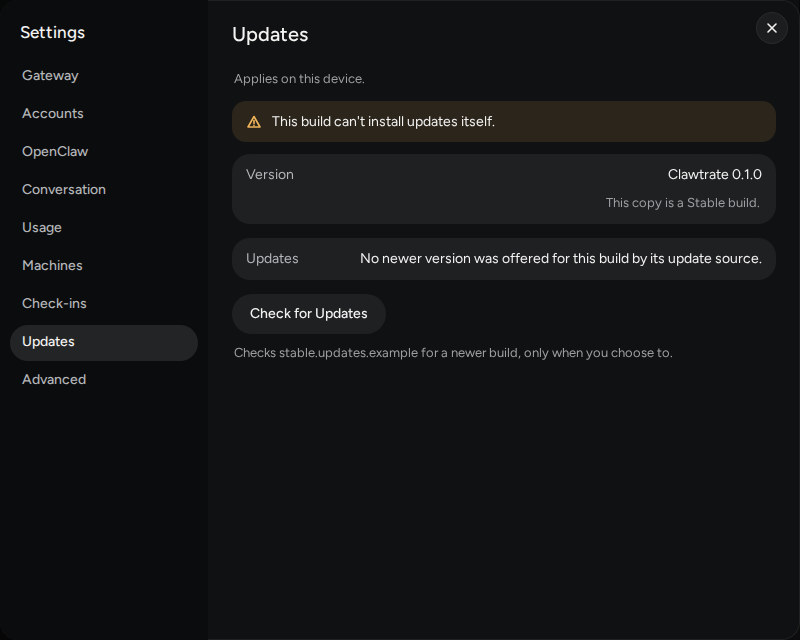 Settings
Gateway
Accounts
OpenClaw
Conversation
Usage
Machines
Check-ins
Updates
Advanced
Updates
Applies on this device.
This build can't install updates itself.
Version
Clawtrate 0.1.0
This copy is a Stable build.
Updates
No newer version was offered for this build by its update source.
Check for Updates
Checks stable.updates.example for a newer build, only when you choose to.